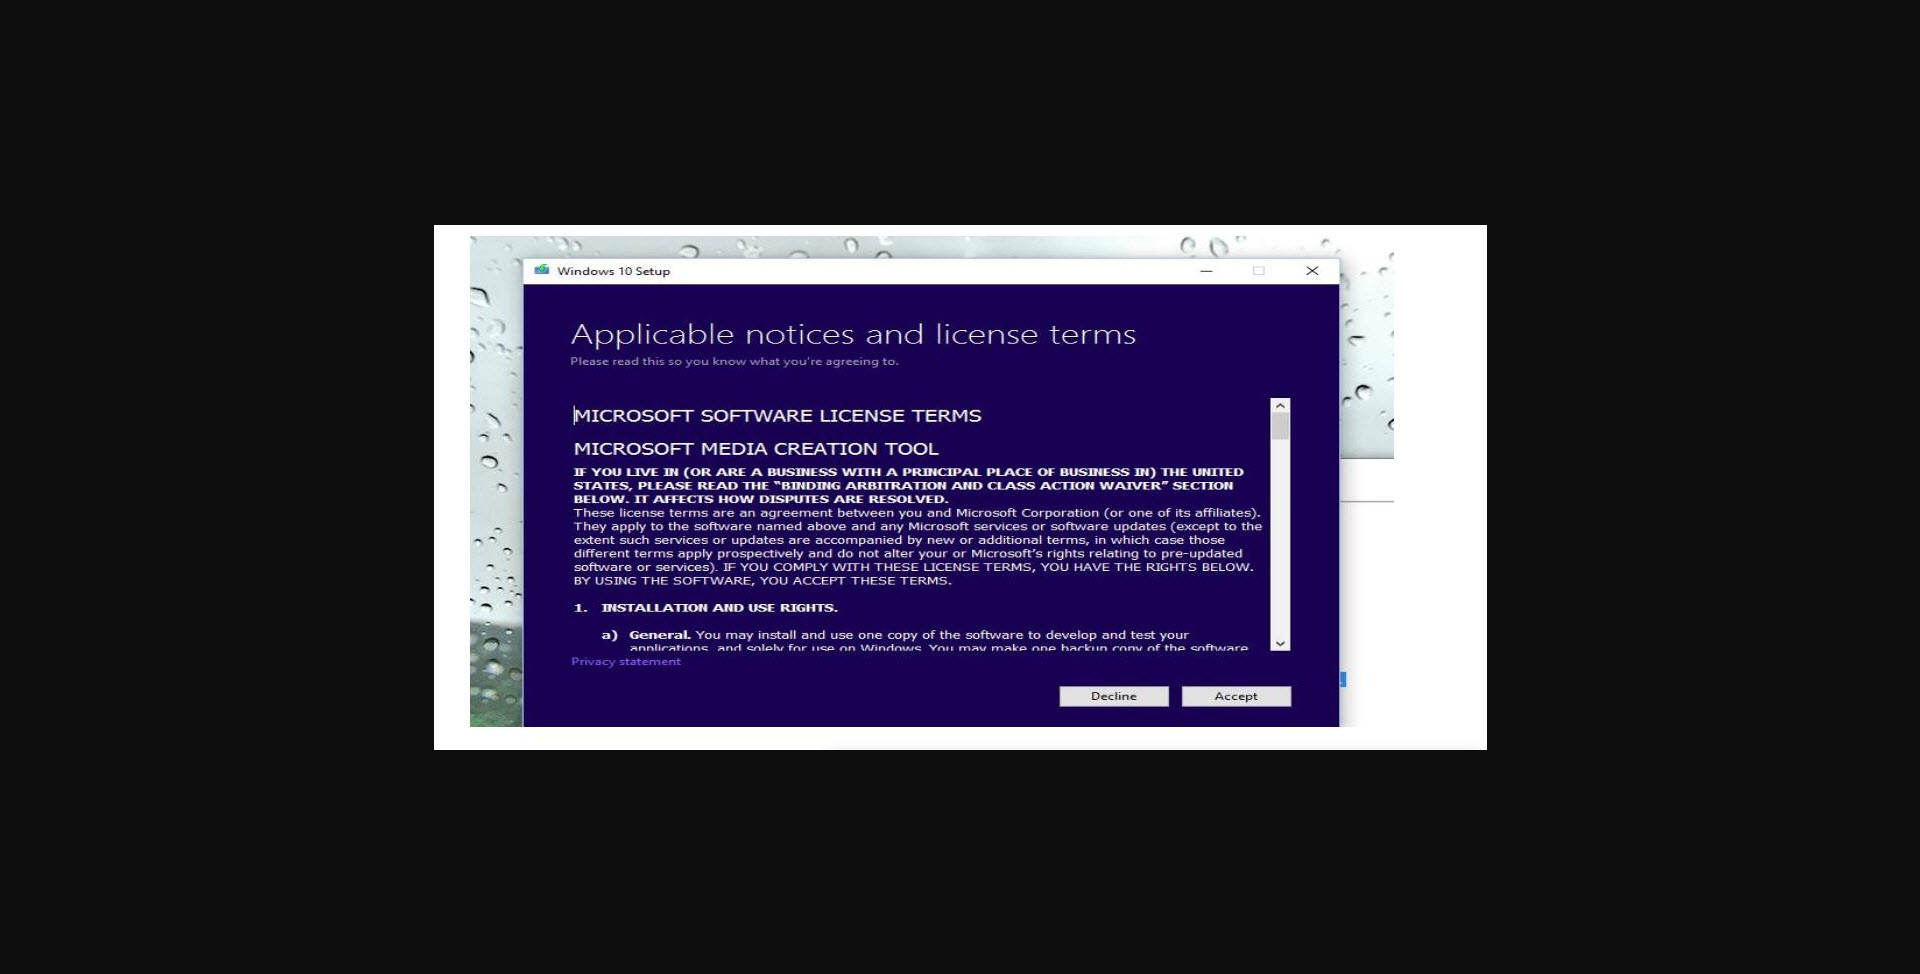 Windows 10 Setup
Applicable notices and license terms
Please read this so you know what you're agreeing to.
MICROSOFT SOFTWARE LICENSE TERMS
MICROSOFT MEDIA CREATION TOOL
IF YOU LIVE IN (OR ARE A BUSINESS WITH A PRINCIPAL PLACE OF BUSINESS IN) THE UNITED
STATES, PLEASE READ THE “BINDING ARBITRATION AND CLASS ACTION WAIVER” SECTION
BELOW. IT AFFECTS HOW DISPUTES ARE RESOLVED.
These license terms are an agreement between you and Microsoft Corporation (or one of its affiliates).
They apply to the software named above and any Microsoft services or software updates (except to the
extent such services or updates are accompanied by new or additional terms, in which case those
different terms apply prospectively and do not alter your or Microsoft’s rights relating to pre-updated
software or services). IF YOU COMPLY WITH THESE LICENSE TERMS, YOU HAVE THE RIGHTS BELOW.
BY USING THE SOFTWARE, YOU ACCEPT THESE TERMS.
1. INSTALLATION AND USE RIGHTS.
a) General. You may install and use one copy of the software to develop and test your
applications, and solely for use on Windows. You may make one backup copy of the software
Privacy statement
Decline
Accept